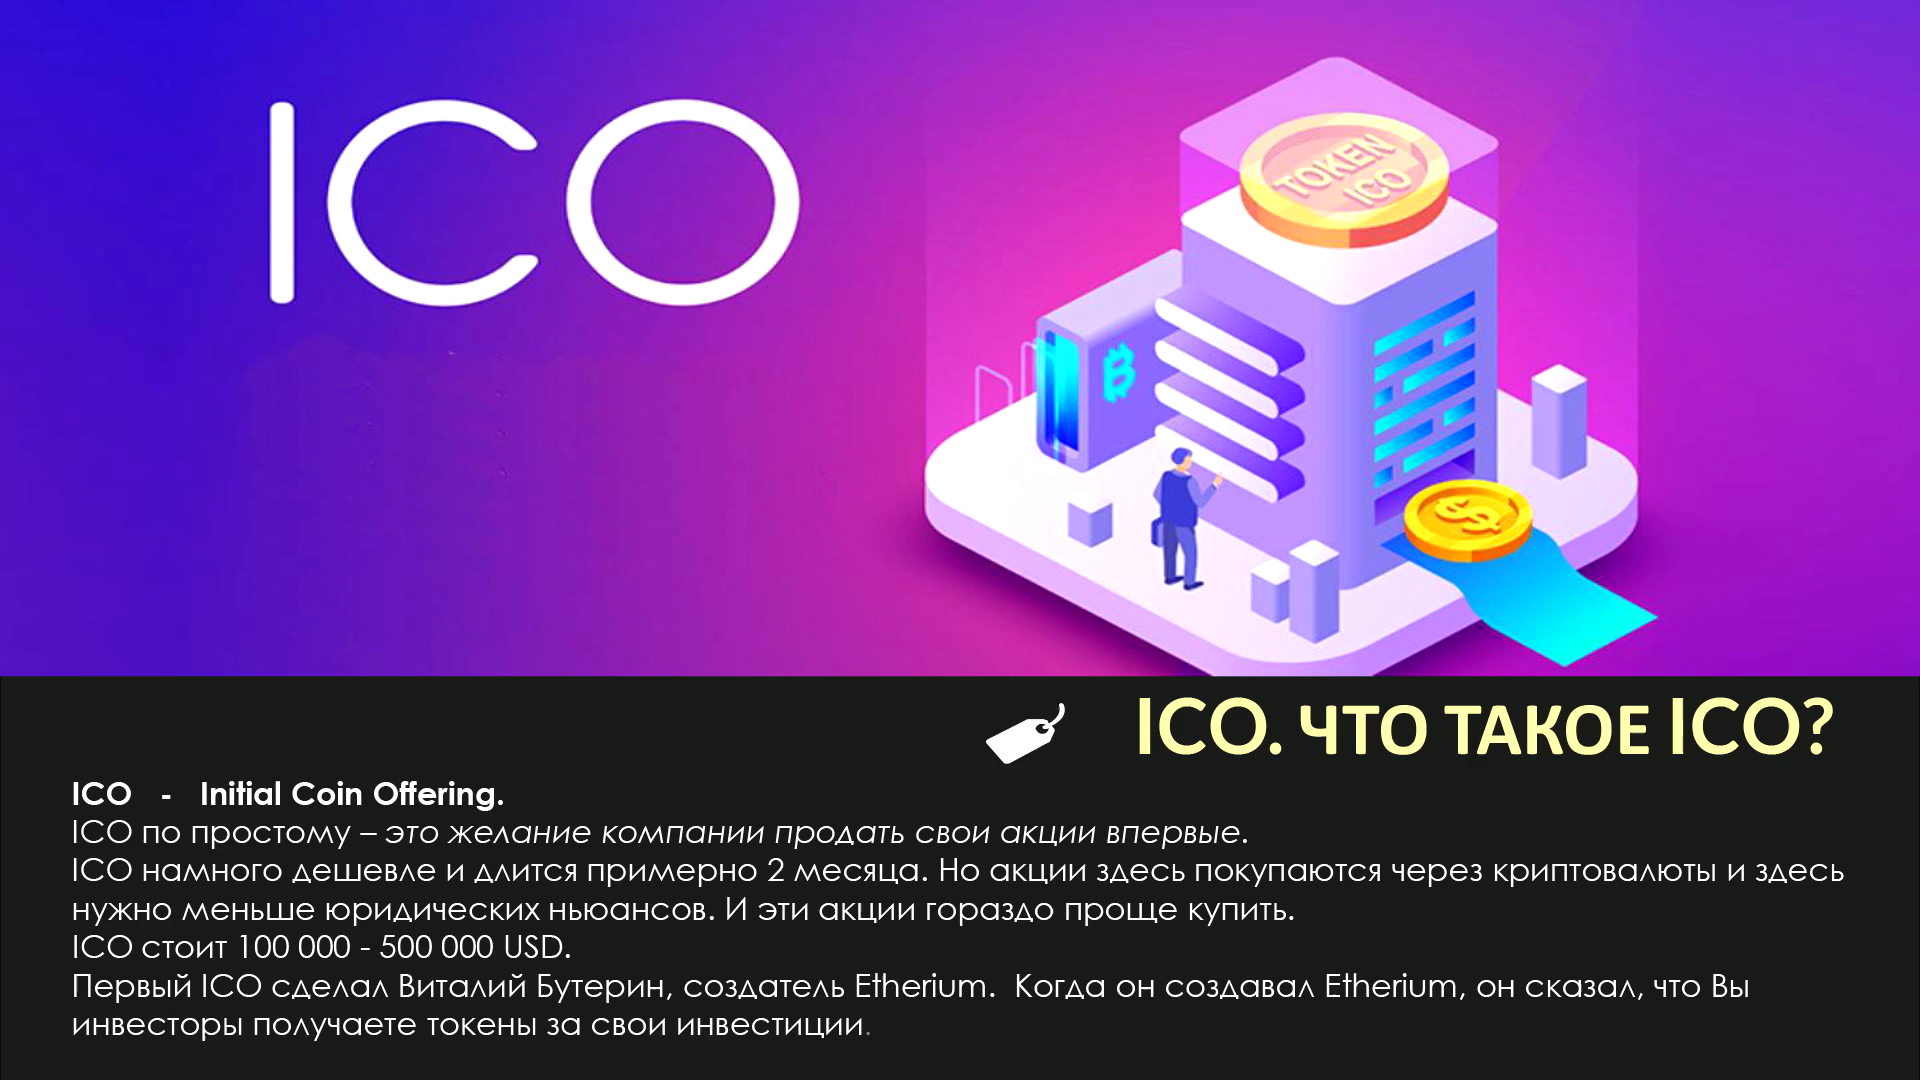 ICO
TOKEN
ICO
ICO. ЧТО ТАКОЕ ICO?
ICO - Initial Coin Offering.
ICO по простому – это желание компании продать свои акции впервые.
ICO намного дешевле и длится примерно 2 месяца. Но акции здесь покупаются через криптовалюты и здесь
нужно меньше юридических ньюансов. И эти акции гораздо проще купить.
ICO стоит 100 000 - 500 000 USD.
Первый ICO сделал Виталий Бутерин, создатель Etherium. Когда он создавал Etherium, он сказал, что Вы
инвесторы получаете токены за свои инвестиции.